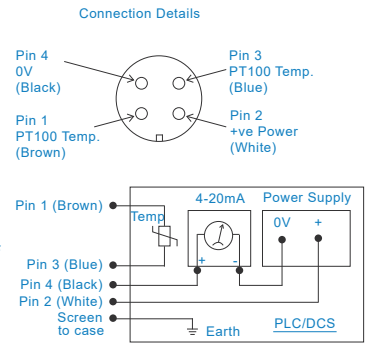 Connection Details
Pin 4
0V
(Black)
Pin 3
PT100 Temp.
(Blue)
Pin 1
PT100 Temp.
(Brown)
Pin 2
+ve Power
(White)
Pin 1 (Brown)
Temp
4-20mA
Power Supply
0V +
+ -
Pin 3 (Blue)
Pin 4 (Black)
Pin 2 (White)
Screen
to case
Earth
PLC/DCS